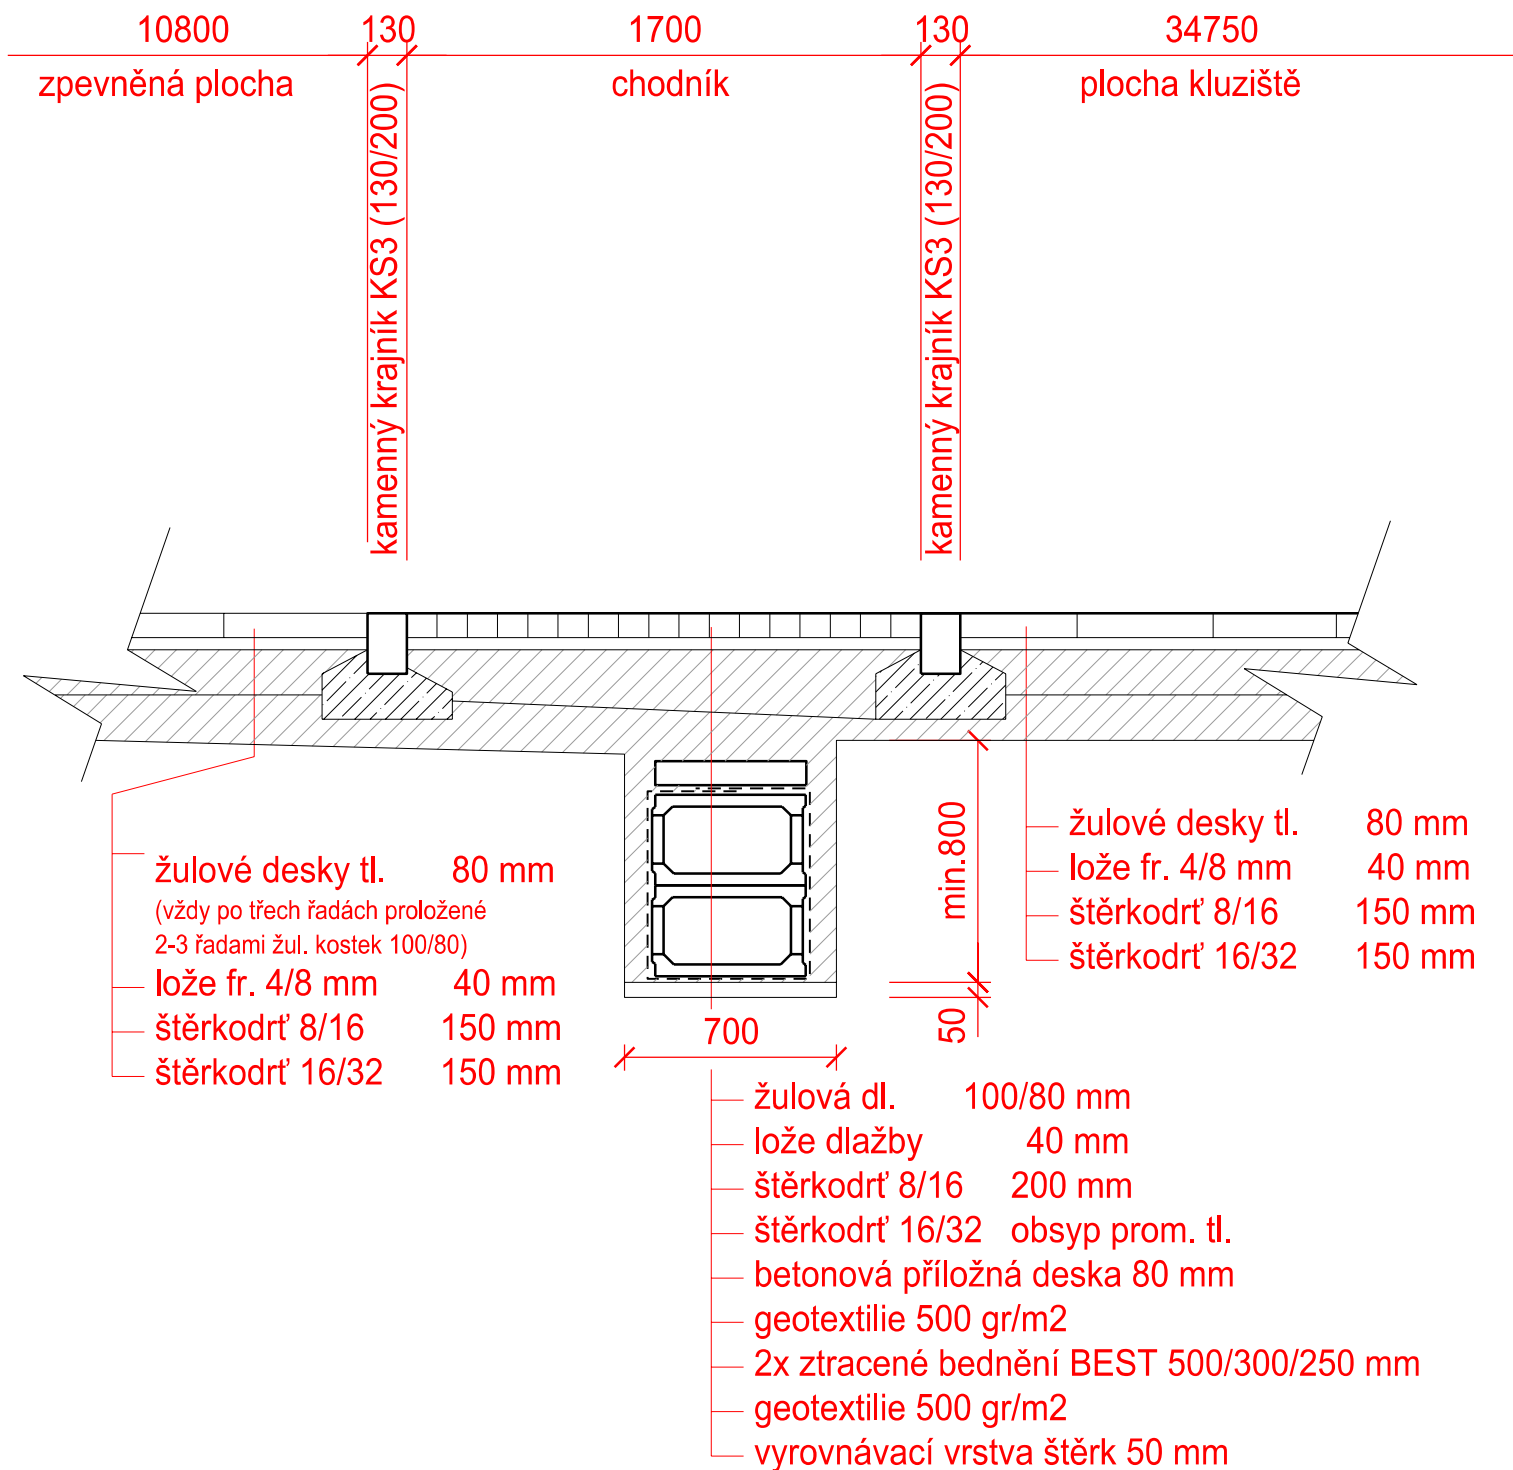 10800 130 1700 130 34750
zpevněná plocha chodník plocha kluziště
kamenný krajník KS3 (130/200)
kamenný krajník KS3 (130/200)
žulové desky tl. 80 mm
(vždy po třech řadách proložené
2-3 řadami žul. kostek 100/80)
lože fr. 4/8 mm 40 mm
štěrkodrť 8/16 150 mm
štěrkodrť 16/32 150 mm
min.800
50
700
žulové desky tl. 80 mm
lože fr. 4/8 mm 40 mm
štěrkodrť 8/16 150 mm
štěrkodrť 16/32 150 mm
žulová dl. 100/80 mm
lože dlažby 40 mm
štěrkodrť 8/16 200 mm
štěrkodrť 16/32 obsyp prom. tl.
betonová příložná deska 80 mm
geotextilie 500 gr/m2
2x ztracené bednění BEST 500/300/250 mm
geotextilie 500 gr/m2
vyrovnávací vrstva štěrk 50 mm